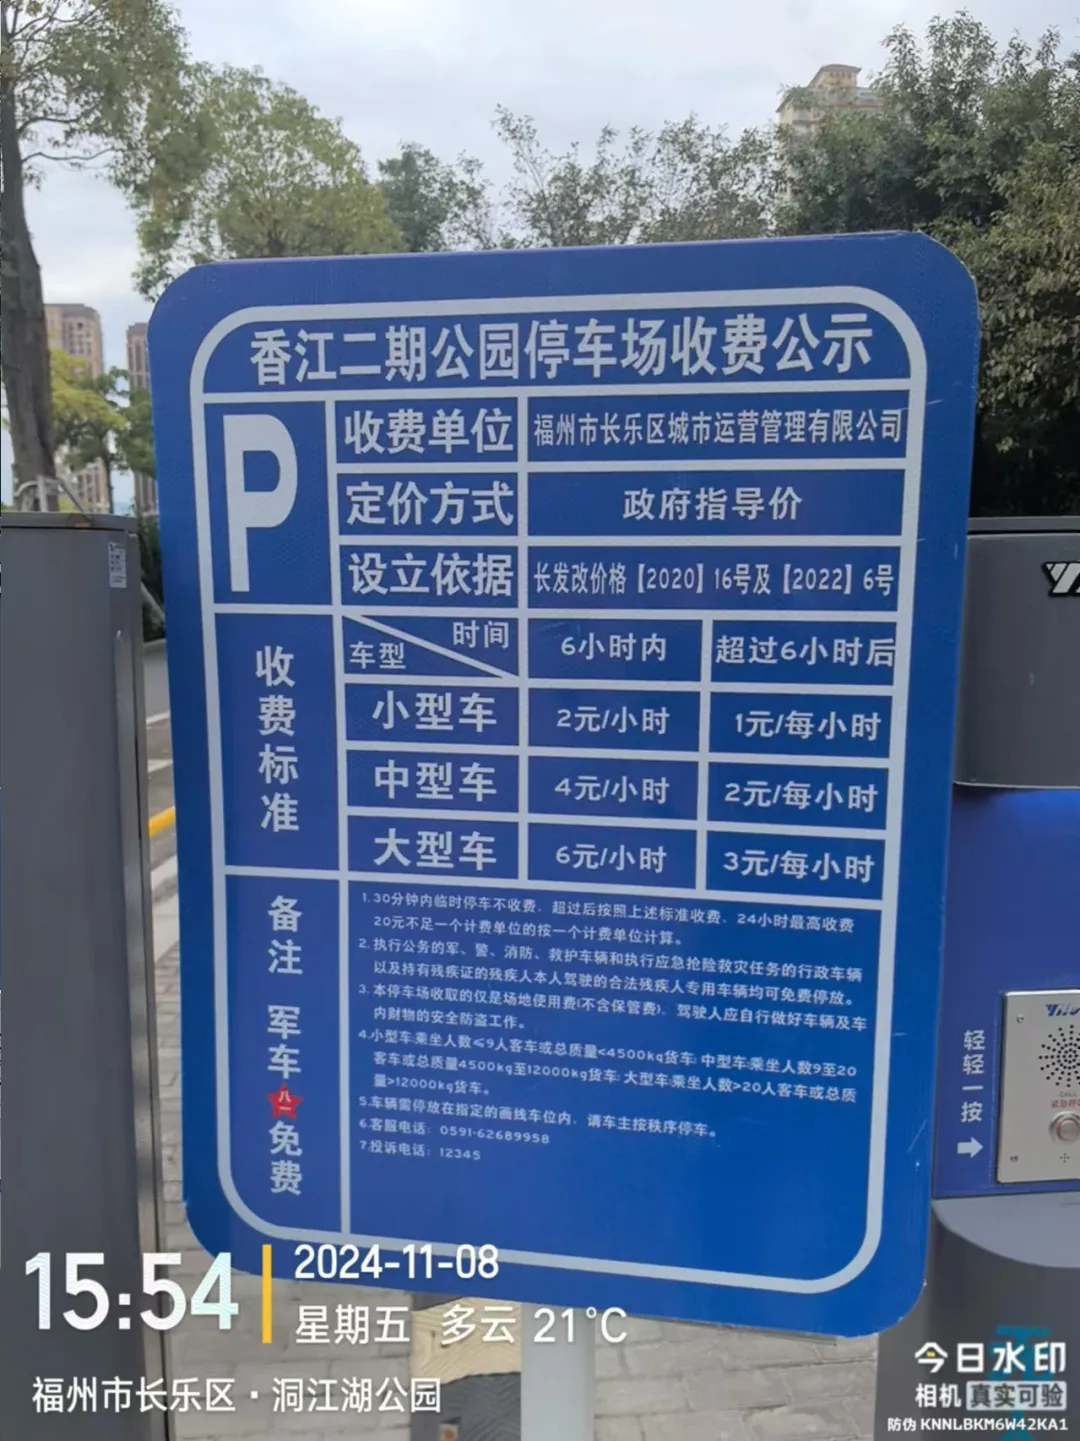 香江二期公园停车场收费公示
P
收费单位 福州市长乐区城市运营管理有限公司
定价方式 政府指导价
设立依据 长发改价格【2020】16号及【2022】6号
收费标准
时间 车型 6小时内 超过6小时后
小型车 2元/小时 1元/每小时
中型车 4元/小时 2元/每小时
大型车 6元/小时 3元/每小时
备注 军车 八一 免费
1.30分钟内临时停车不收费，超过后按照上述标准收费，24小时最高收费
20元不足一个计费单位的按一个计费单位计算。
2.执行公务的军、警、消防、救护车辆和执行应急抢险救灾任务的行政车辆
以及持有残疾证的残疾人本人驾驶的合法残疾人专用车辆均可免费停放。
3.本停车场收取的仅是场地使用费(不含保管费)，驾驶人应自行做好车辆及车
内财物的安全防盗工作。
4.小型车:乘坐人数≤9人客车或总质量<4500kg货车;中型车:乘坐人数9至20
客车或总质量4500kg至12000kg货车;大型车:乘坐人数>20人客车或总质
量>12000kg货车。
5.车辆需停放在指定的画线车位内，请车主按秩序停车。
6.客服电话：0591-62689958
7.投诉电话：12345
轻轻一按
15:54
2024-11-08
星期五 多云 21°C
福州市长乐区·洞江湖公园
今日水印
相机 真实可验
防伪 KNNLBKM6W42KA1